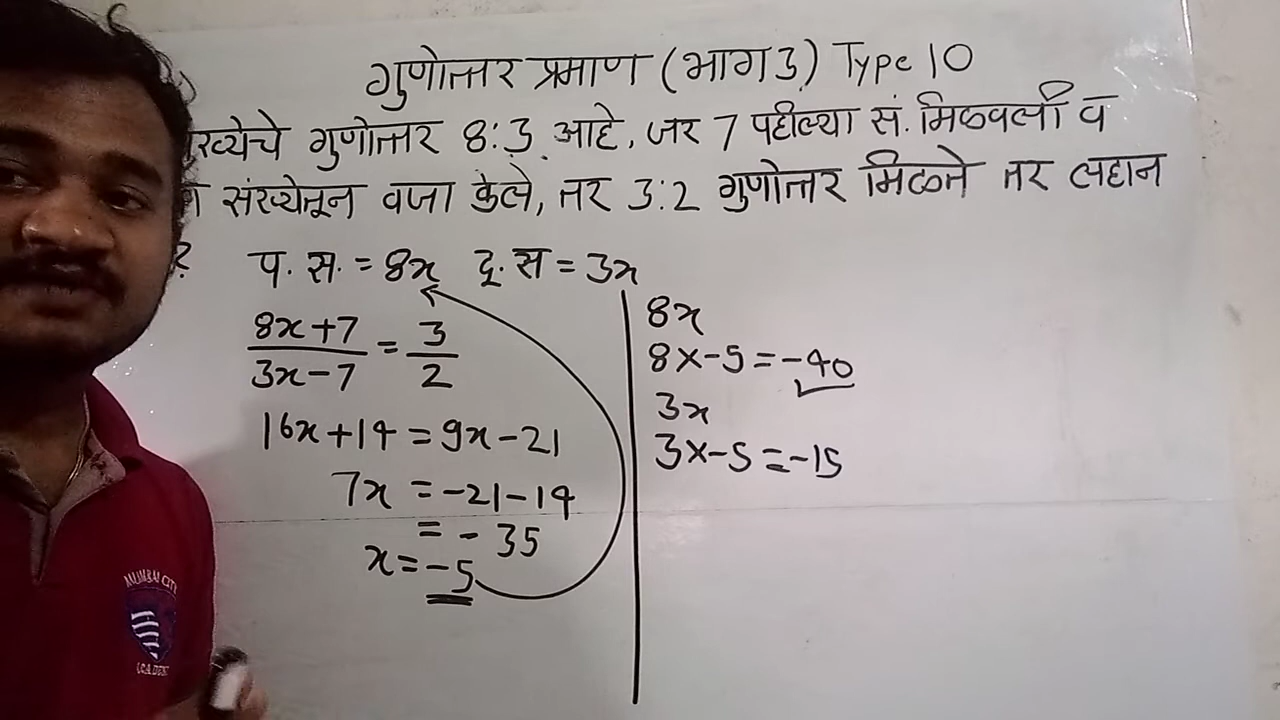 गुणोत्तर प्रमाण (भाग 3) Type 10
ख्येचे गुणोत्तर 8:3 आहे, जर 7 पहील्या सं. मिळवली व
संख्येतून वजा केले, तर 3:2 गुणोत्तर मिळते तर लहान
?
प. स. = 8x दू. स = 3x
8x+7 / 3x-7 = 3 / 2
16x+14 = 9x-21
7x = -21-14
= - 35
x = -5
8x
8x-5 = -40
3x
3x-5 = -15
MUMBAI CITY